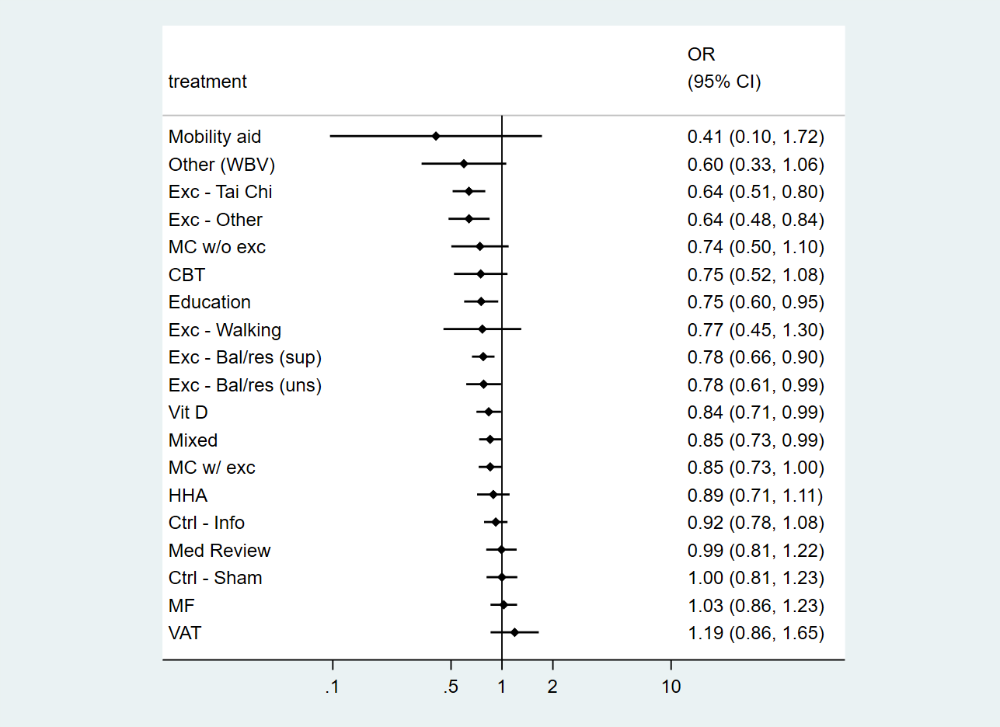 OR
treatment (95% CI)
Mobility aid 0.41 (0.10, 1.72)
Other (WBV) 0.60 (0.33, 1.06)
Exc - Tai Chi 0.64 (0.51, 0.80)
Exc - Other 0.64 (0.48, 0.84)
MC w/o exc 0.74 (0.50, 1.10)
CBT 0.75 (0.52, 1.08)
Education 0.75 (0.60, 0.95)
Exc - Walking 0.77 (0.45, 1.30)
Exc - Bal/res (sup) 0.78 (0.66, 0.90)
Exc - Bal/res (uns) 0.78 (0.61, 0.99)
Vit D 0.84 (0.71, 0.99)
Mixed 0.85 (0.73, 0.99)
MC w/ exc 0.85 (0.73, 1.00)
HHA 0.89 (0.71, 1.11)
Ctrl - Info 0.92 (0.78, 1.08)
Med Review 0.99 (0.81, 1.22)
Ctrl - Sham 1.00 (0.81, 1.23)
MF 1.03 (0.86, 1.23)
VAT 1.19 (0.86, 1.65)
.1 .5 1 2 10